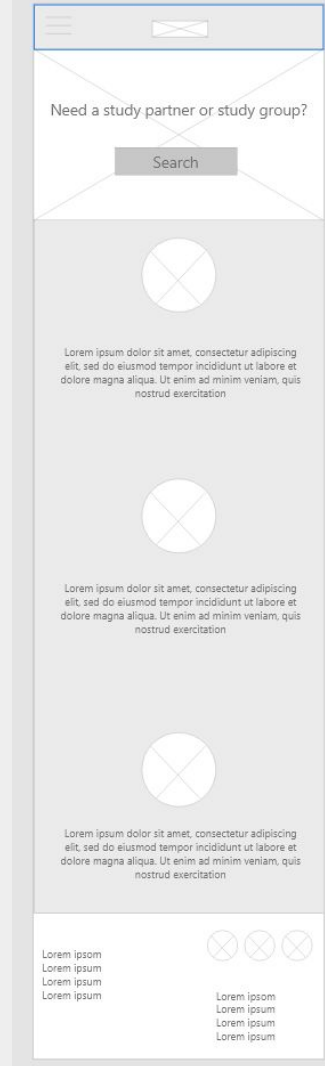 Need a study partner or study group?
Search
Lorem ipsum dolor sit amet, consectetur adipiscing
elit, sed do eiusmod tempor incididunt ut labore et
dolore magna aliqua. Ut enim ad minim veniam, quis
nostrud exercitation
Lorem ipsum dolor sit amet, consectetur adipiscing
elit, sed do eiusmod tempor incididunt ut labore et
dolore magna aliqua. Ut enim ad minim veniam, quis
nostrud exercitation
Lorem ipsum dolor sit amet, consectetur adipiscing
elit, sed do eiusmod tempor incididunt ut labore et
dolore magna aliqua. Ut enim ad minim veniam, quis
nostrud exercitation
Lorem ipsom
Lorem ipsum
Lorem ipsum
Lorem ipsum
Lorem ipsom
Lorem ipsum
Lorem ipsum
Lorem ipsum